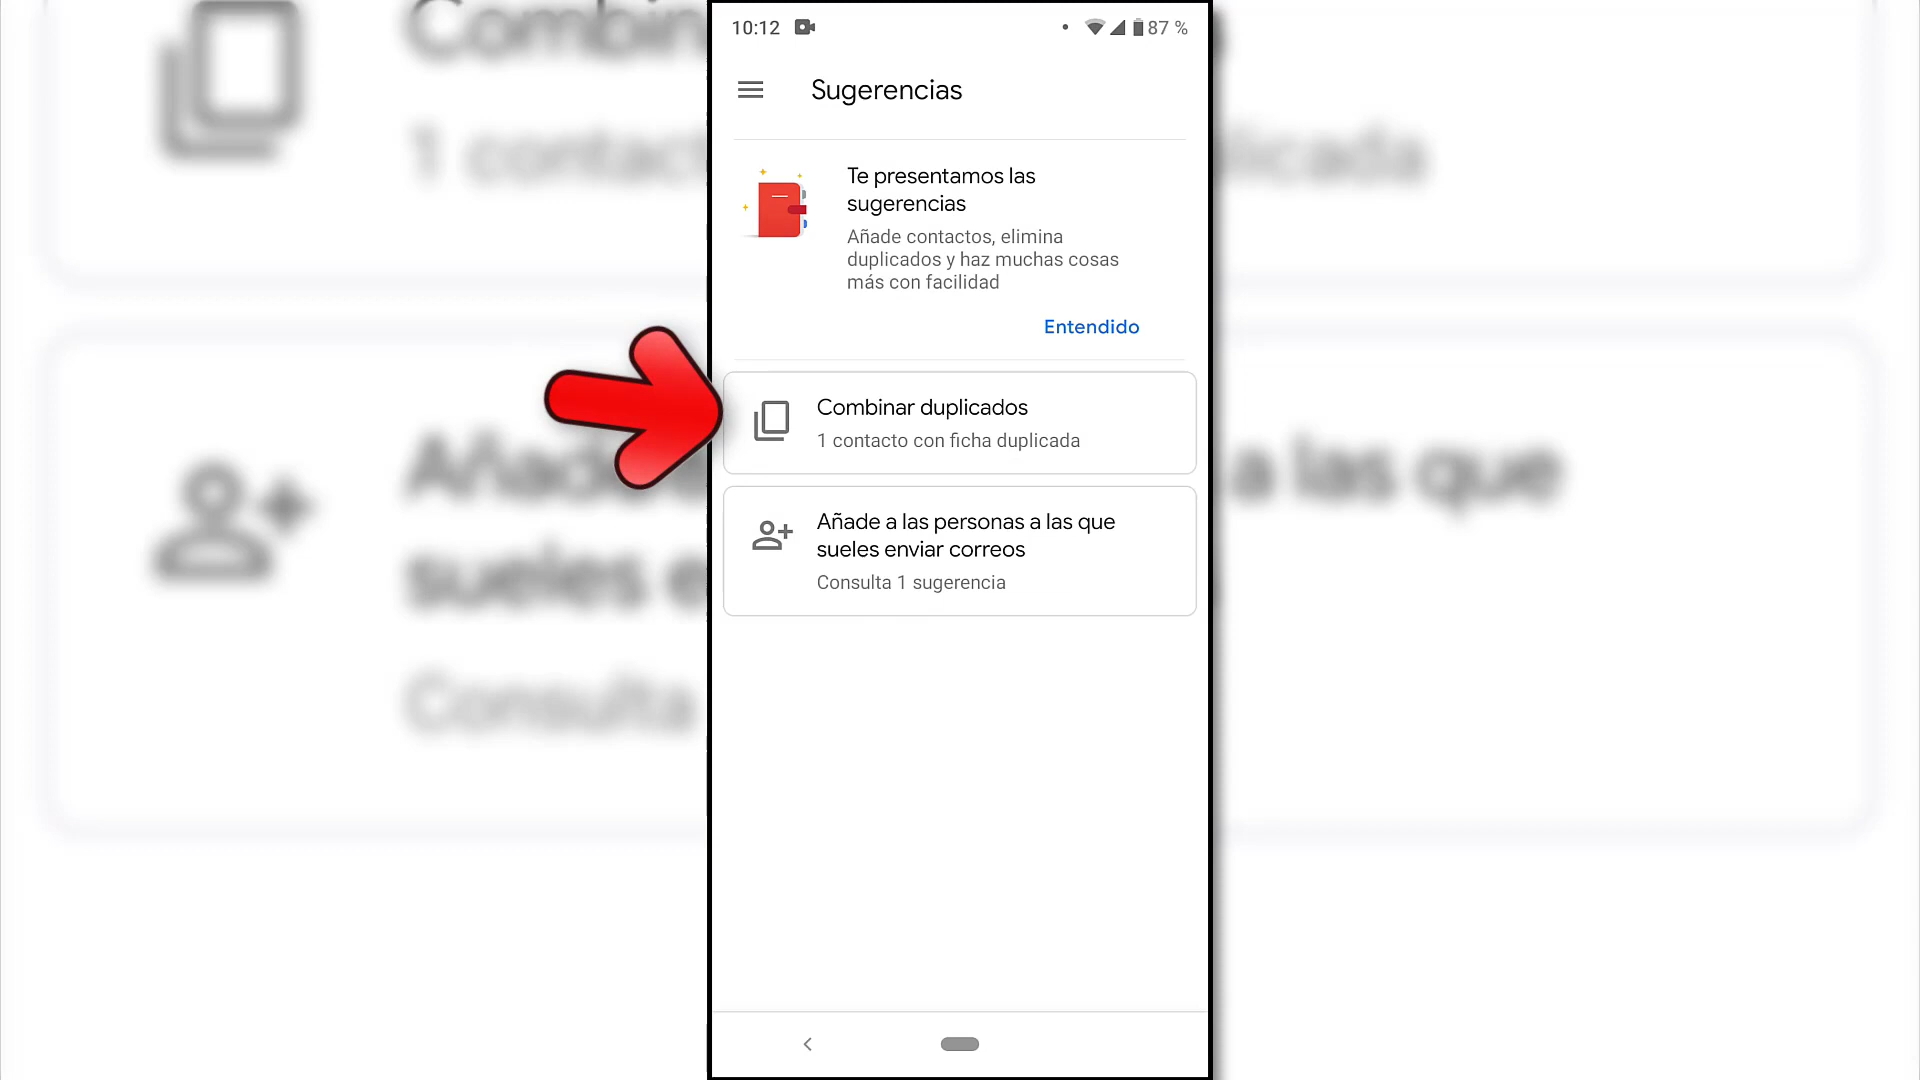 10:12
87 %
Sugerencias
Te presentamos las
sugerencias
Añade contactos, elimina
duplicados y haz muchas cosas
más con facilidad
Entendido
Combinar duplicados
1 contacto con ficha duplicada
Añade a las personas a las que
sueles enviar correos
Consulta 1 sugerencia